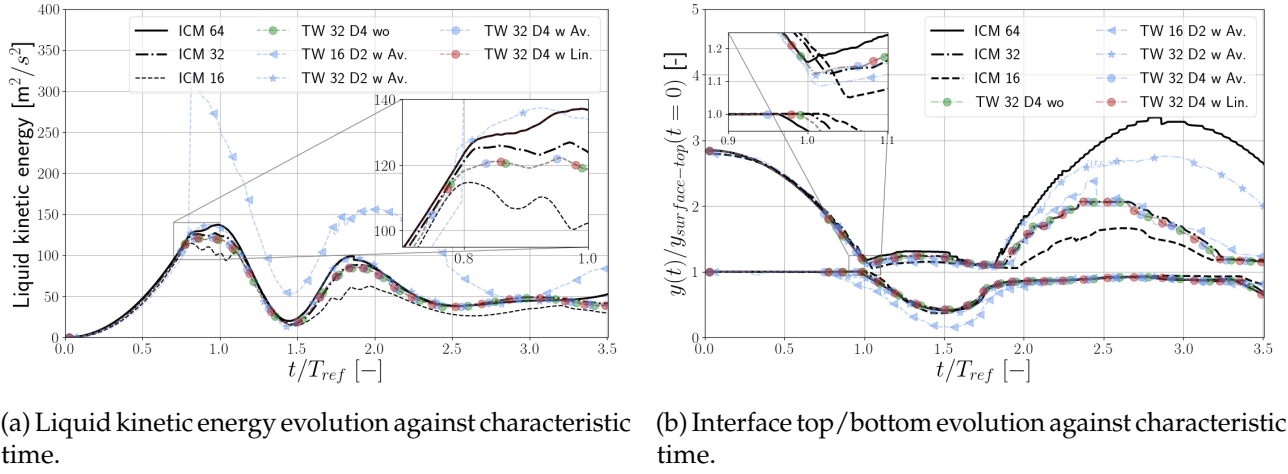 400
350
300
250
200
150
100
50
0
Liquid kinetic energy [m²/s²]
ICM 64
ICM 32
ICM 16
TW 32 D4 wo
TW 16 D2 w Av.
TW 32 D2 w Av.
TW 32 D4 w Av.
TW 32 D4 w Lin.
140
120
100
0.8
1.0
0.0 0.5 1.0 1.5 2.0 2.5 3.0 3.5
t/T_ref [−]
5
4
3
2
1
0
y(t)/y_surface−top(t = 0) [-]
1.2
1.1
1.0
0.9 1.0 1.1
ICM 64
ICM 32
ICM 16
TW 32 D4 wo
TW 16 D2 w Av.
TW 32 D2 w Av.
TW 32 D4 w Av.
TW 32 D4 w Lin.
0.0 0.5 1.0 1.5 2.0 2.5 3.0 3.5
t/T_ref [−]
(a) Liquid kinetic energy evolution against characteristic
time.
(b) Interface top/bottom evolution against characteristic
time.